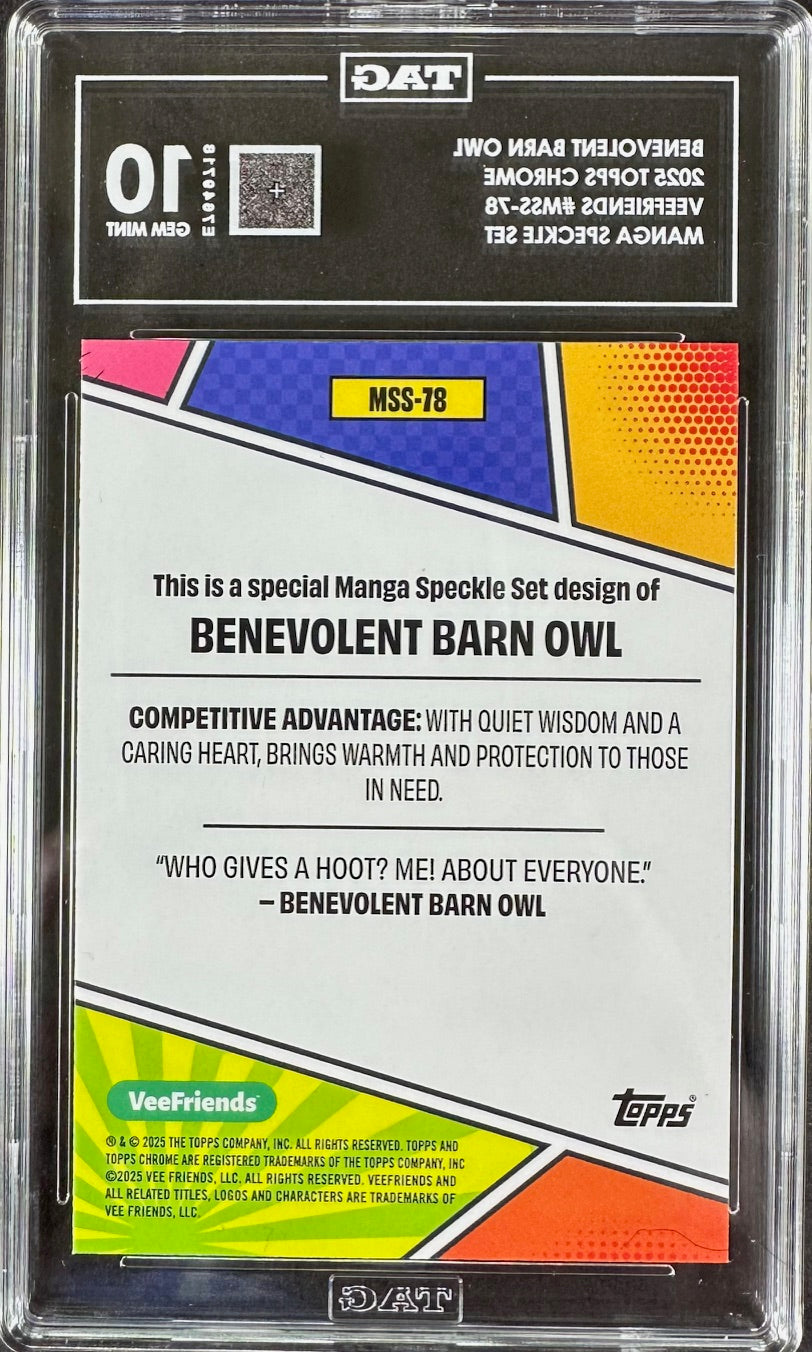 TAG
BENEVOLENT BARN OWL
2025 TOPPS CHROME
VEEFRIENDS #MSS-78
MANGA SPECKLE SET
10
GEM MINT
E7649718
MSS-78
This is a special Manga Speckle Set design of
BENEVOLENT BARN OWL
COMPETITIVE ADVANTAGE: WITH QUIET WISDOM AND A
CARING HEART, BRINGS WARMTH AND PROTECTION TO THOSE
IN NEED.
“WHO GIVES A HOOT? ME! ABOUT EVERYONE.”
– BENEVOLENT BARN OWL
VeeFriends™
Topps®
® & © 2025 THE TOPPS COMPANY, INC. ALL RIGHTS RESERVED. TOPPS AND
TOPPS CHROME ARE REGISTERED TRADEMARKS OF THE TOPPS COMPANY, INC
©2025 VEE FRIENDS, LLC. ALL RIGHTS RESERVED. VEEFRIENDS AND
ALL RELATED TITLES, LOGOS AND CHARACTERS ARE TRADEMARKS OF
VEE FRIENDS, LLC.
TAG